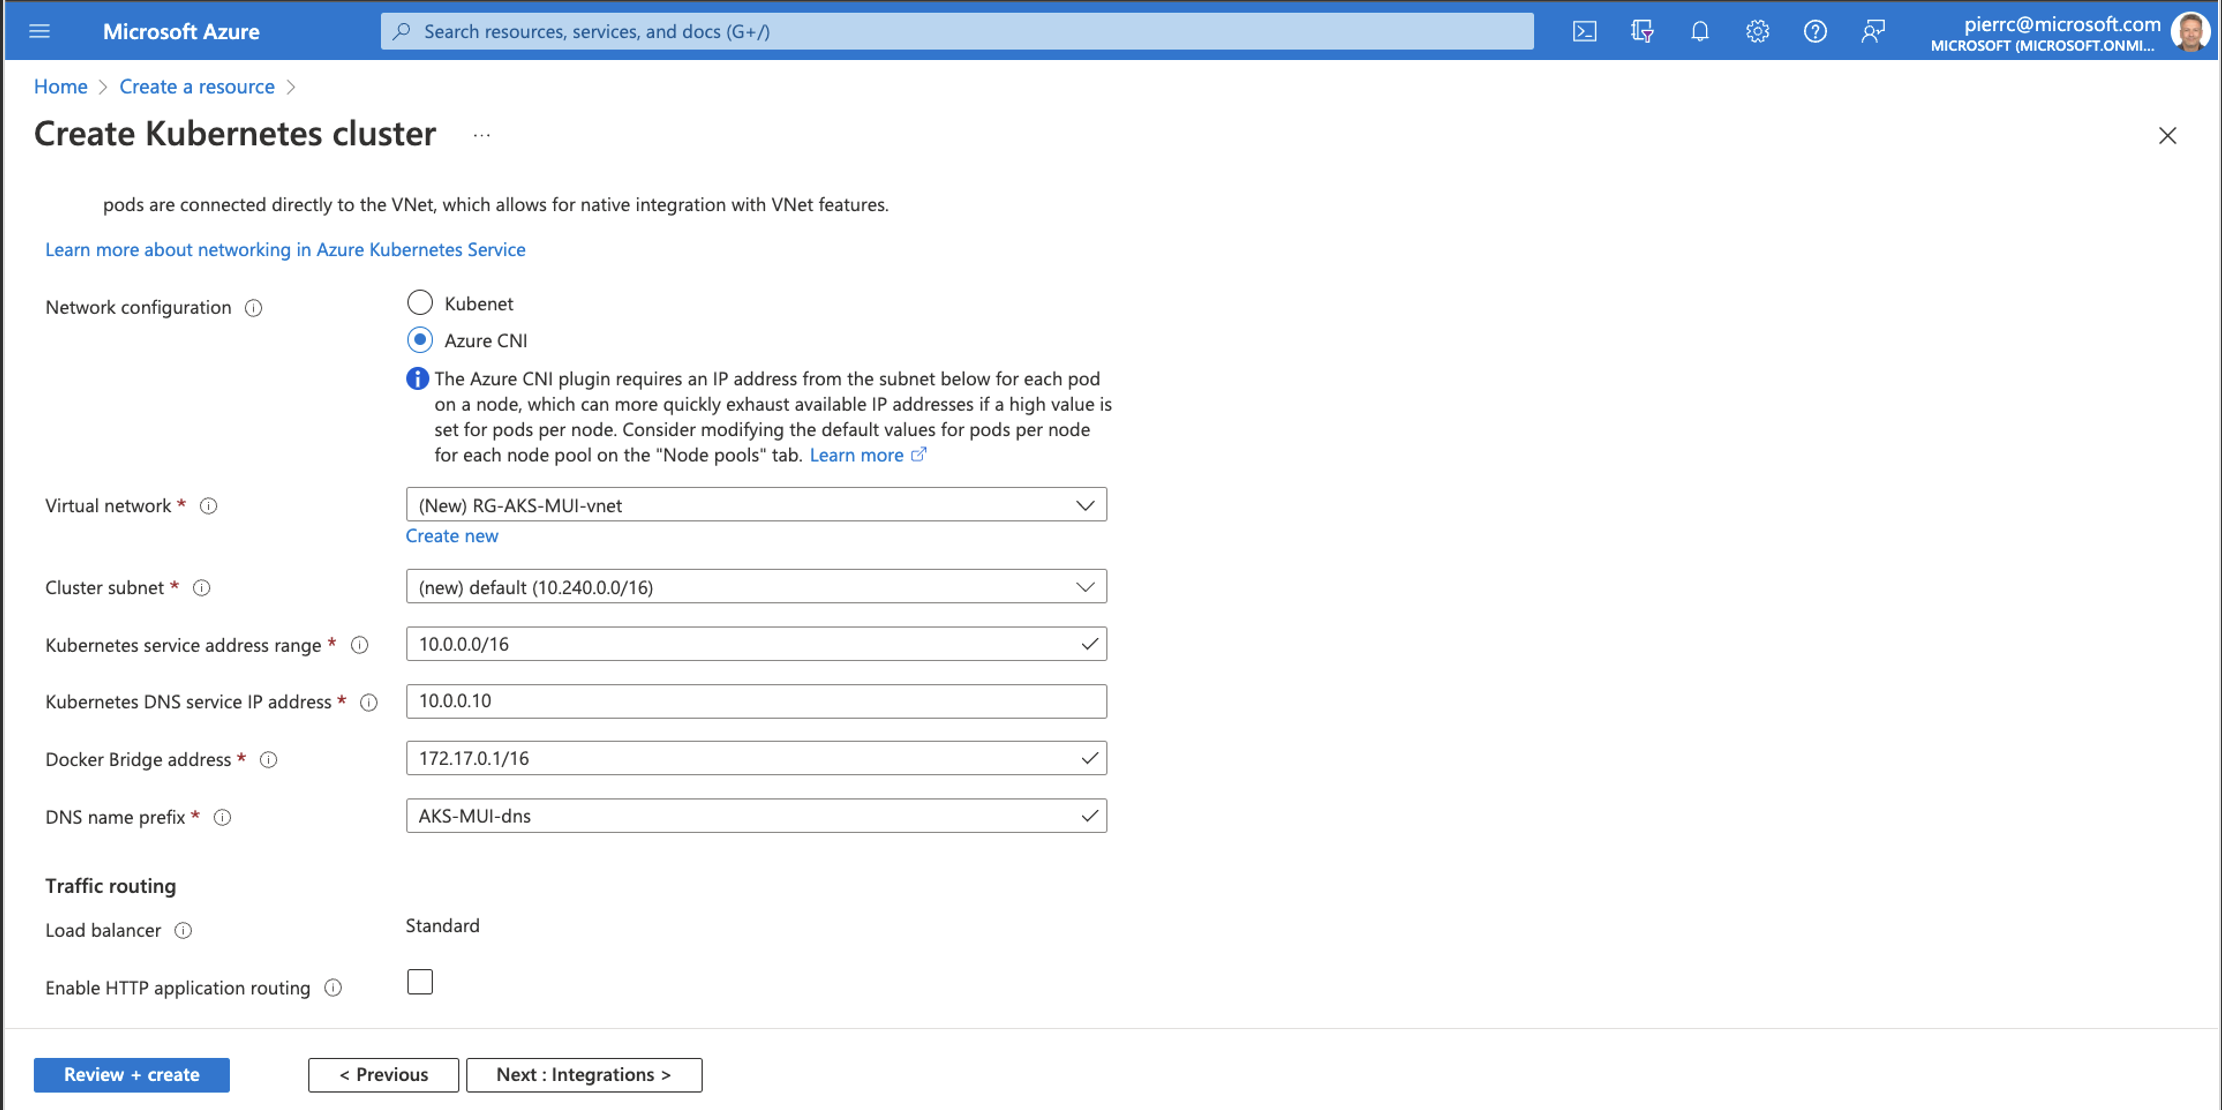 Microsoft Azure
Search resources, services, and docs (G+/)
pierrc@microsoft.com
MICROSOFT (MICROSOFT.ONMI...
Home > Create a resource >
Create Kubernetes cluster ...
pods are connected directly to the VNet, which allows for native integration with VNet features.
Learn more about networking in Azure Kubernetes Service
Network configuration
Kubenet
Azure CNI
The Azure CNI plugin requires an IP address from the subnet below for each pod
on a node, which can more quickly exhaust available IP addresses if a high value is
set for pods per node. Consider modifying the default values for pods per node
for each node pool on the "Node pools" tab. Learn more
Virtual network *
(New) RG-AKS-MUI-vnet
Create new
Cluster subnet *
(new) default (10.240.0.0/16)
Kubernetes service address range *
10.0.0.0/16
Kubernetes DNS service IP address *
10.0.0.10
Docker Bridge address *
172.17.0.1/16
DNS name prefix *
AKS-MUI-dns
Traffic routing
Load balancer
Standard
Enable HTTP application routing
Review + create
< Previous
Next : Integrations >